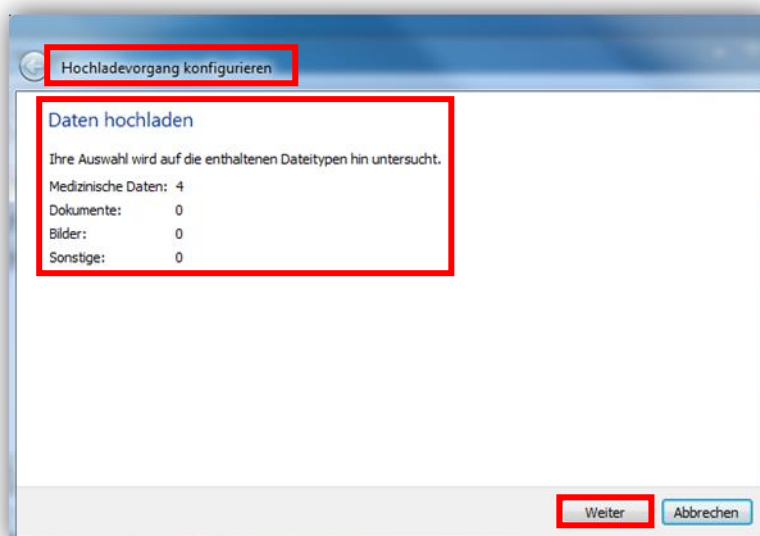 Hochladevorgang konfigurieren
Daten hochladen
Ihre Auswahl wird auf die enthaltenen Dateitypen hin untersucht.
Medizinische Daten: 4
Dokumente: 0
Bilder: 0
Sonstige: 0
Weiter Abbrechen